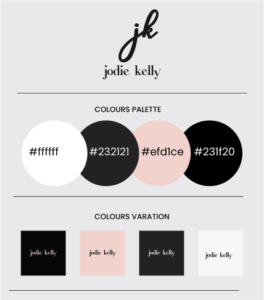 jk
jodie kelly
COLOURS PALETTE
#ffffff #232121 #efd1ce #231f20
COLOURS VARATION
jodie kelly jodie kelly jodie kelly jodie kelly